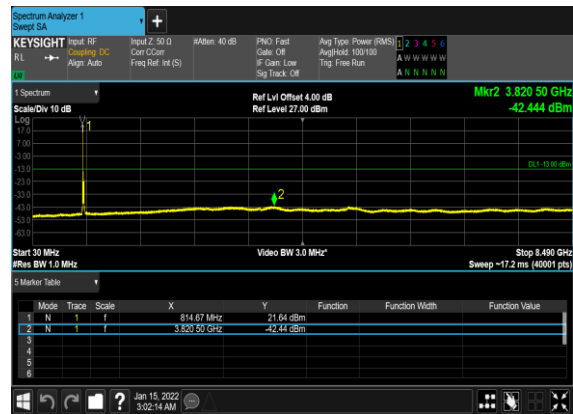 Spectrum Analyzer 1
Swept SA
+
KEYSIGHT Input: RF Input Z: 50 Ω #Atten: 40 dB PNO: Fast Avg Type: Power (RMS) 1 2 3 4 5 6
RL Coupling: DC Corr CCorr Gate: Off Avg|Hold: 100/100 A W W W W W
Align: Auto Freq Ref: Int (S) IF Gain: Low Trig: Free Run
LW Sig Track: Off A N N N N N
1 Spectrum Ref Lvl Offset 4.00 dB Mkr2 3.820 50 GHz
Scale/Div 10 dB Ref Level 27.00 dBm -42.444 dBm
Log
17.0
7.00
-3.00
-13.0
-23.0
-33.0
-43.0
-53.0
-63.0
1
2
DL1 -13.00 dBm
Start 30 MHz Video BW 3.0 MHz* Stop 8.490 GHz
#Res BW 1.0 MHz Sweep ~17.2 ms (40001 pts)
5 Marker Table
Mode Trace Scale X Y Function Function Width Function Value
1 N 1 f 814.67 MHz 21.64 dBm
2 N 1 f 3.820 50 GHz -42.44 dBm
3
4
5
6
? Jan 15, 2022
3:02:14 AM